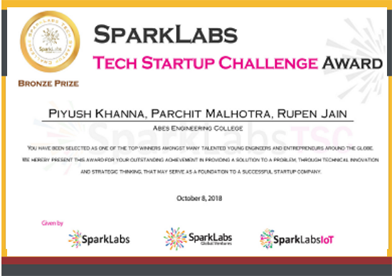 SPARKLABS
TECH STARTUP CHALLENGE AWARD
BRONZE PRIZE
PIYUSH KHANNA, PARCHIT MALHOTRA, RUPEN JAIN
ABES ENGINEERING COLLEGE
SparkLabsTSC
YOU HAVE BEEN SELECTED AS ONE OF THE TOP WINNERS AMONGST MANY TALENTED YOUNG ENGINEERS AND ENTREPRENEURS AROUND THE GLOBE.
WE HEREBY PRESENT THIS AWARD FOR YOUR OUTSTANDING ACHIEVEMENT IN PROVIDING A SOLUTION TO A PROBLEM, THROUGH TECHNICAL INNOVATION
AND STRATEGIC THINKING, THAT MAY SERVE AS A FOUNDATION TO A SUCCESSFUL STARTUP COMPANY.
October 8, 2018
Given by
SparkLabs
SparkLabs
Global Ventures
SparkLabsIoT